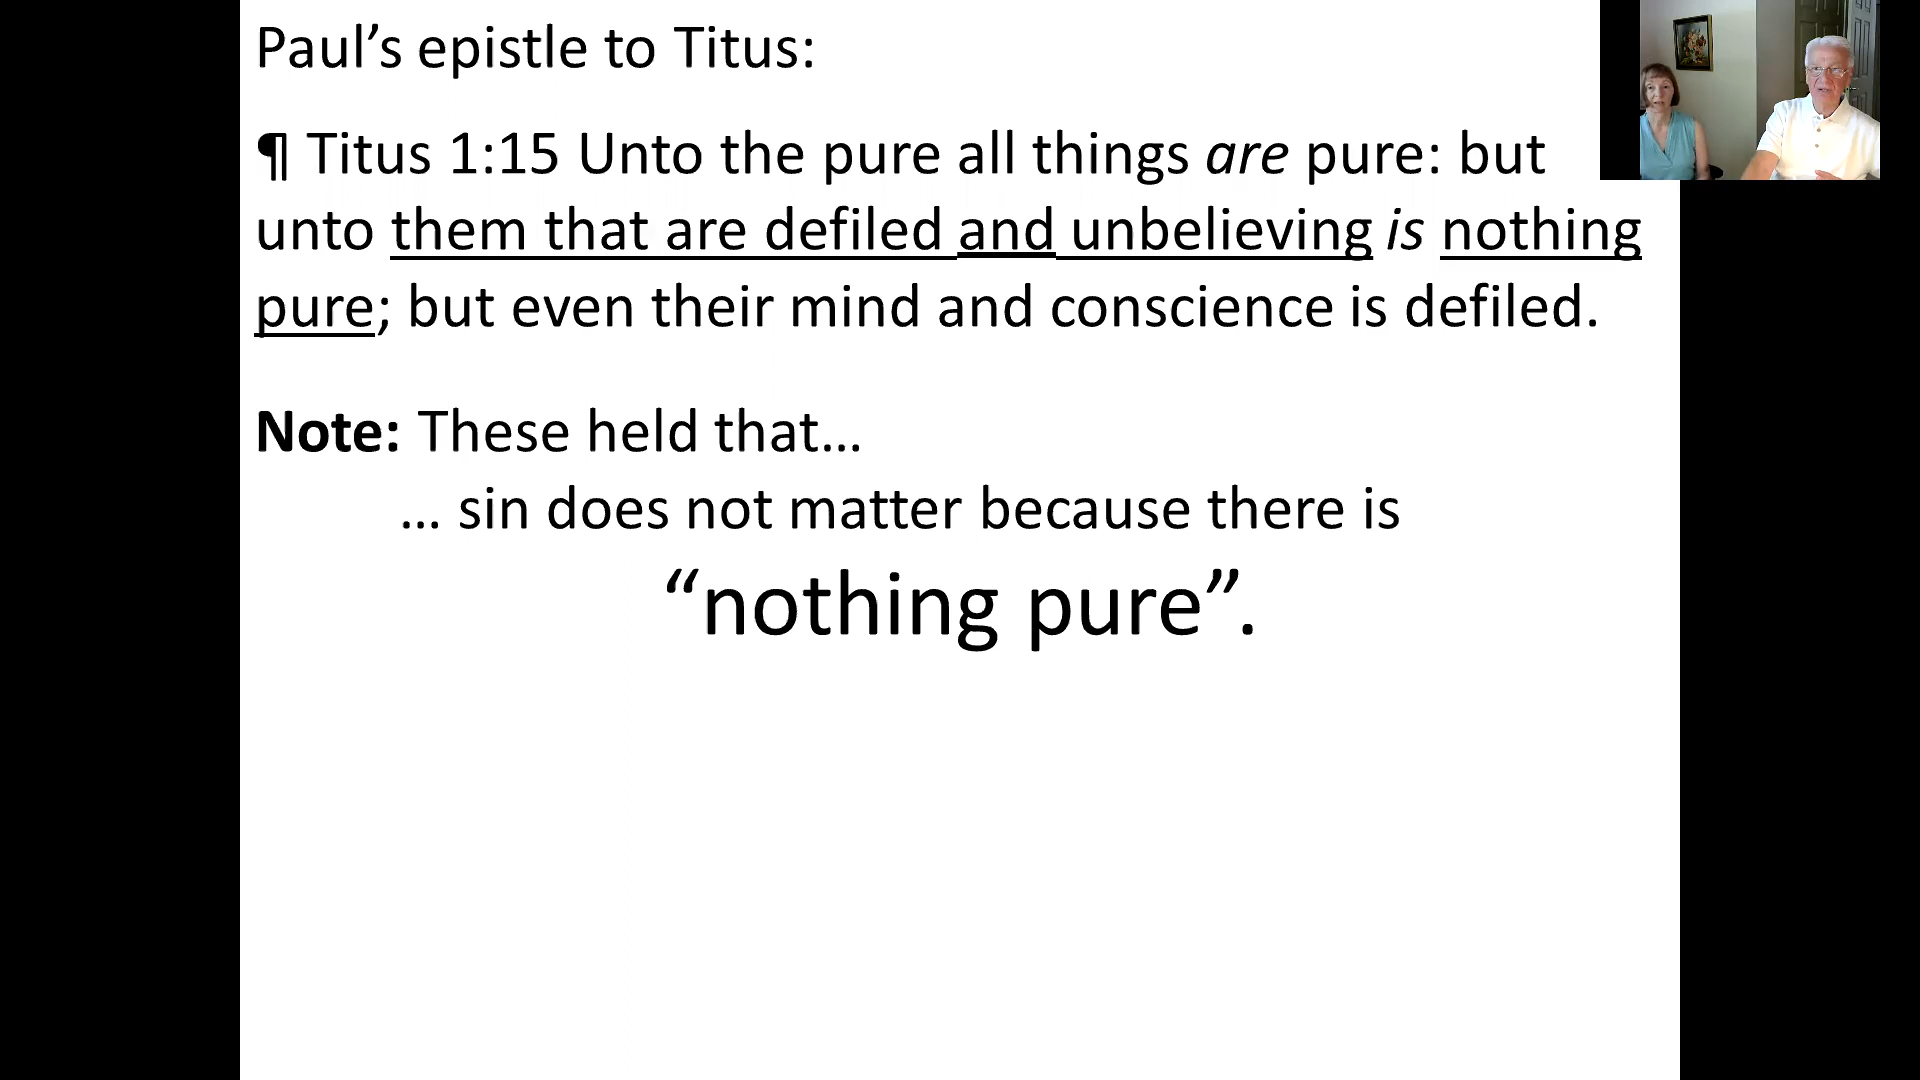 Paul’s epistle to Titus:
¶ Titus 1:15 Unto the pure all things are pure: but
unto them that are defiled and unbelieving is nothing
pure; but even their mind and conscience is defiled.
Note: These held that…
… sin does not matter because there is
“nothing pure”.